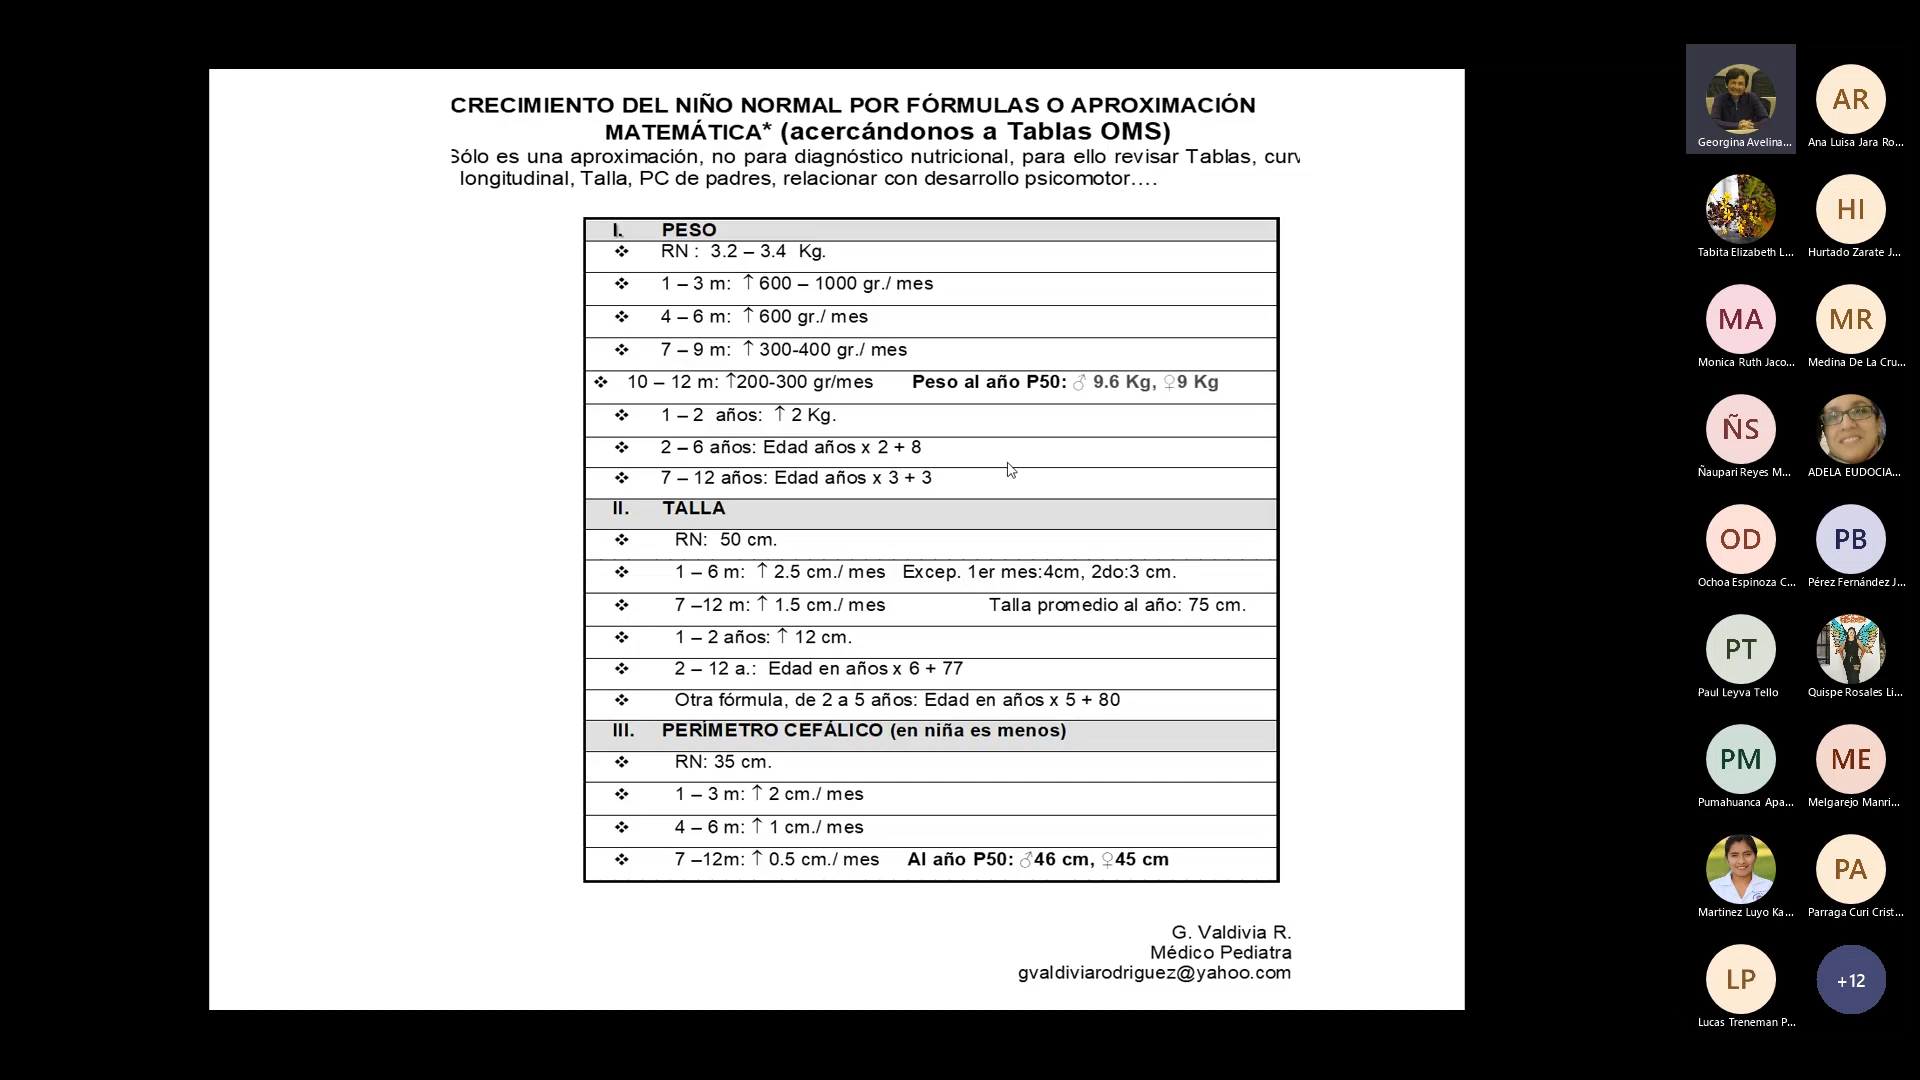 CRECIMIENTO DEL NIÑO NORMAL POR FÓRMULAS O APROXIMACIÓN
MATEMÁTICA* (acercándonos a Tablas OMS)
Sólo es una aproximación, no para diagnóstico nutricional, para ello revisar Tablas, curv
longitudinal, Talla, PC de padres, relacionar con desarrollo psicomotor....
I. PESO
❖ RN : 3.2 – 3.4 Kg.
❖ 1 – 3 m: ↑ 600 – 1000 gr./ mes
❖ 4 – 6 m: ↑ 600 gr./ mes
❖ 7 – 9 m: ↑ 300-400 gr./ mes
❖ 10 – 12 m: ↑200-300 gr/mes Peso al año P50: ♂ 9.6 Kg, ♀9 Kg
❖ 1 – 2 años: ↑ 2 Kg.
❖ 2 – 6 años: Edad años x 2 + 8
❖ 7 – 12 años: Edad años x 3 + 3
II. TALLA
❖ RN: 50 cm.
❖ 1 – 6 m: ↑ 2.5 cm./ mes Excep. 1er mes:4cm, 2do:3 cm.
❖ 7 –12 m: ↑ 1.5 cm./ mes Talla promedio al año: 75 cm.
❖ 1 – 2 años: ↑ 12 cm.
❖ 2 – 12 a.: Edad en años x 6 + 77
❖ Otra fórmula, de 2 a 5 años: Edad en años x 5 + 80
III. PERÍMETRO CEFÁLICO (en niña es menos)
❖ RN: 35 cm.
❖ 1 – 3 m: ↑ 2 cm./ mes
❖ 4 – 6 m: ↑ 1 cm./ mes
❖ 7 –12m: ↑ 0.5 cm./ mes Al año P50: ♂46 cm, ♀45 cm
G. Valdivia R.
Médico Pediatra
gvaldiviarodriguez@yahoo.com
Georgina Avelina...
AR
Ana Luisa Jara Ro...
Tabita Elizabeth L...
HI
Hurtado Zarate J...
MA
Monica Ruth Jaco...
MR
Medina De La Cru...
ÑS
Ñaupari Reyes M...
ADELA EUDOCIA...
OD
Ochoa Espinoza C...
PB
Pérez Fernández J...
PT
Paul Leyva Tello
Quispe Rosales Li...
PM
Pumahuanca Apa...
ME
Melgarejo Manri...
Martinez Luyo Ka...
PA
Parraga Curi Crist...
LP
Lucas Treneman P...
+12